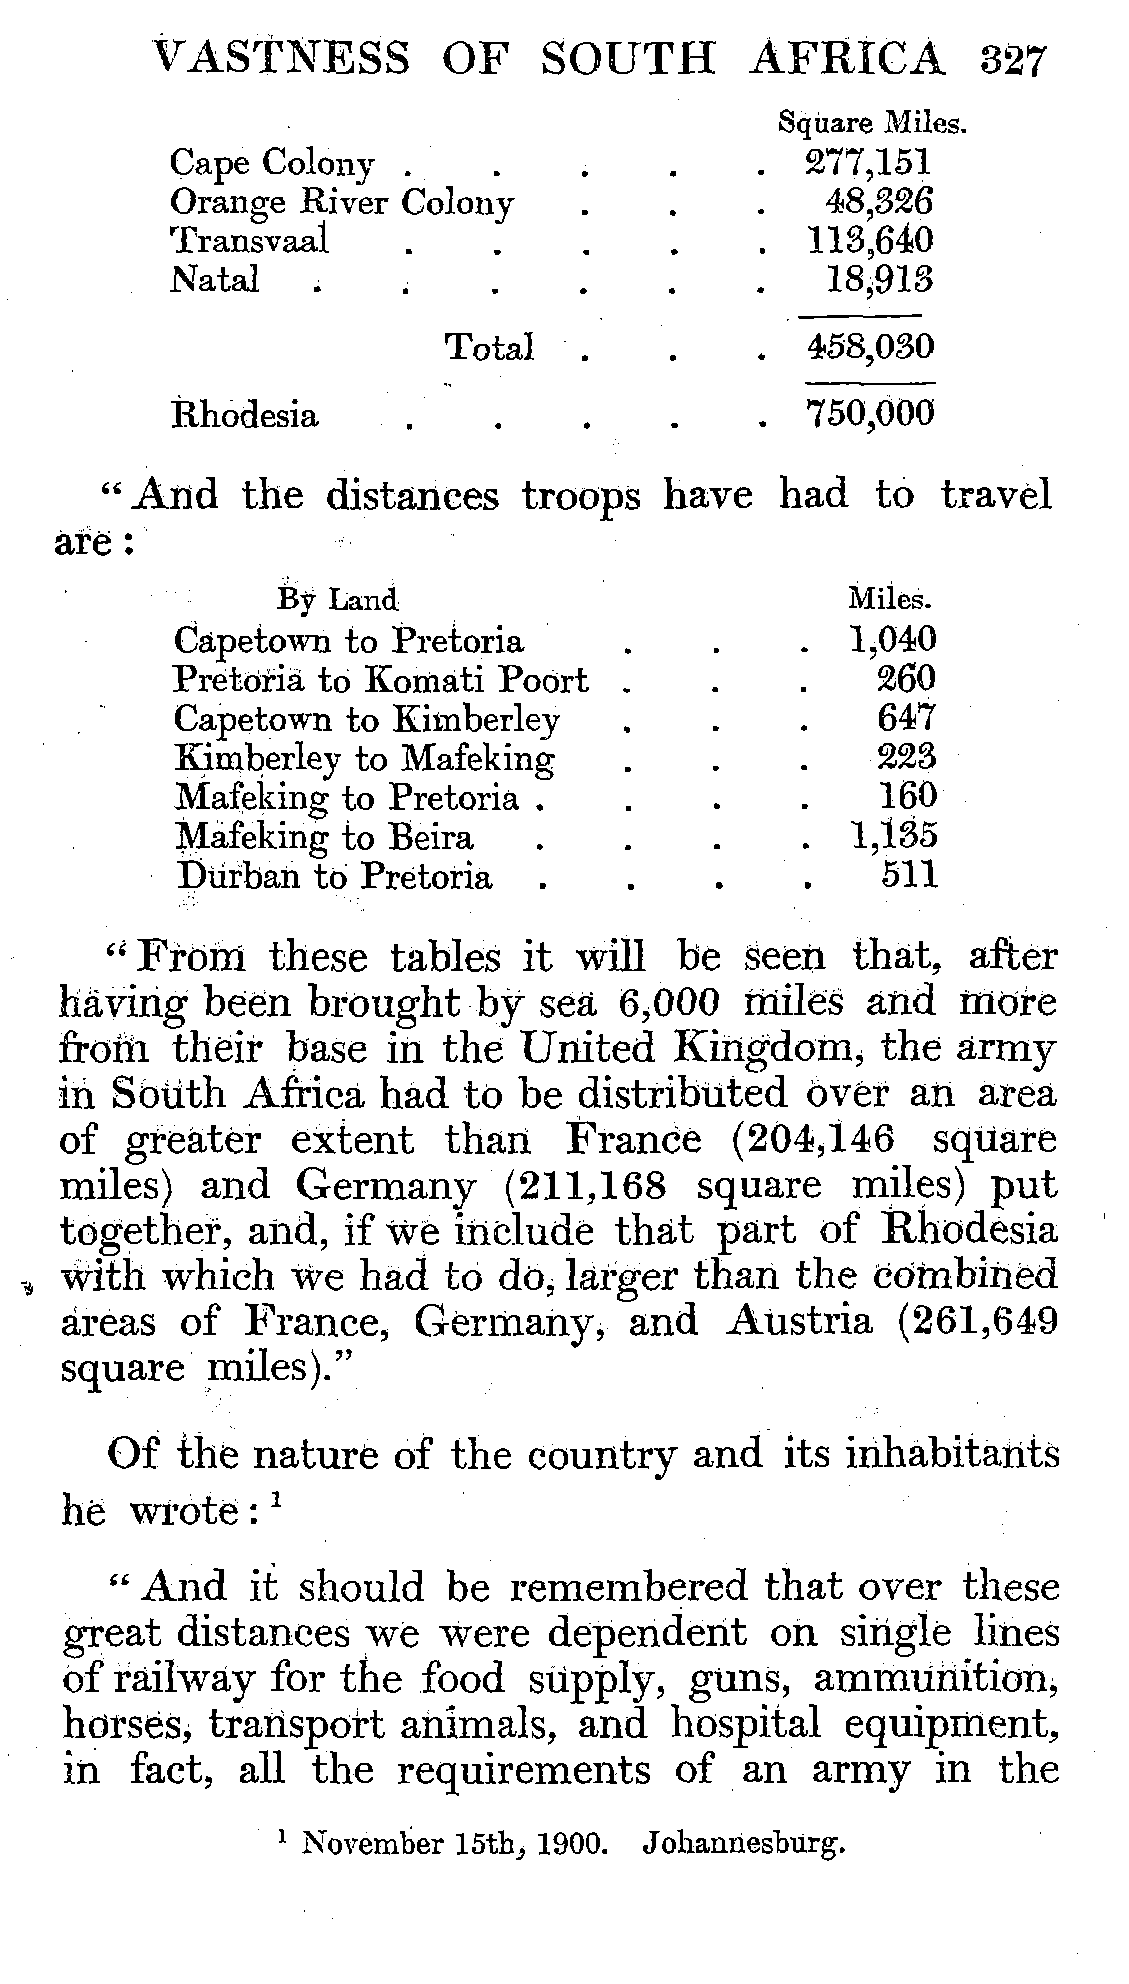 VASTNESS OF SOUTH AFRICA 327
Square Miles.
Cape Colony . . . . . 277,151
Orange River Colony . . . 48,326
Transvaal . . . . . 113,640
Natal . . . . . . 18,913
Total . . . 458,030
Rhodesia . . . . . 750,000
“And the distances troops have had to travel
are:
By Land Miles.
Capetown to Pretoria . . . 1,040
Pretoria to Komati Poort . . . 260
Capetown to Kimberley . . . 647
Kimberley to Mafeking . . . 223
Mafeking to Pretoria . . . . 160
Mafeking to Beira . . . . 1,135
Durban to Pretoria . . . . 511
“From these tables it will be seen that, after
having been brought by sea 6,000 miles and more
from their base in the United Kingdom, the army
in South Africa had to be distributed over an area
of greater extent than France (204,146 square
miles) and Germany (211,168 square miles) put
together, and, if we include that part of Rhodesia
with which we had to do, larger than the combined
areas of France, Germany, and Austria (261,649
square miles).”
Of the nature of the country and its inhabitants
he wrote: 1
“And it should be remembered that over these
great distances we were dependent on single lines
of railway for the food supply, guns, ammunition,
horses, transport animals, and hospital equipment,
in fact, all the requirements of an army in the
1 November 15th, 1900. Johannesburg.